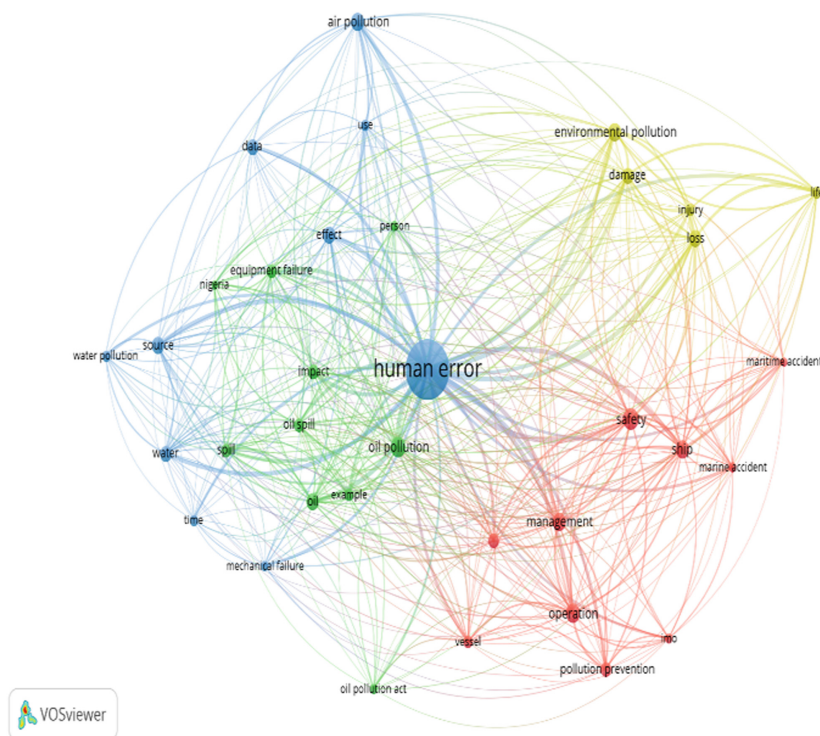 air pollution
use
environmental pollution
data
damage
life
injury
person
effect
loss
equipment failure
nigeria
source
water pollution
maritime accident
human error
impact
safety
oil spill
oil pollution
spill
ship
water
marine accident
example
oil
time
management
mechanical failure
operation
vessel
imo
pollution prevention
oil pollution act
VOSviewer